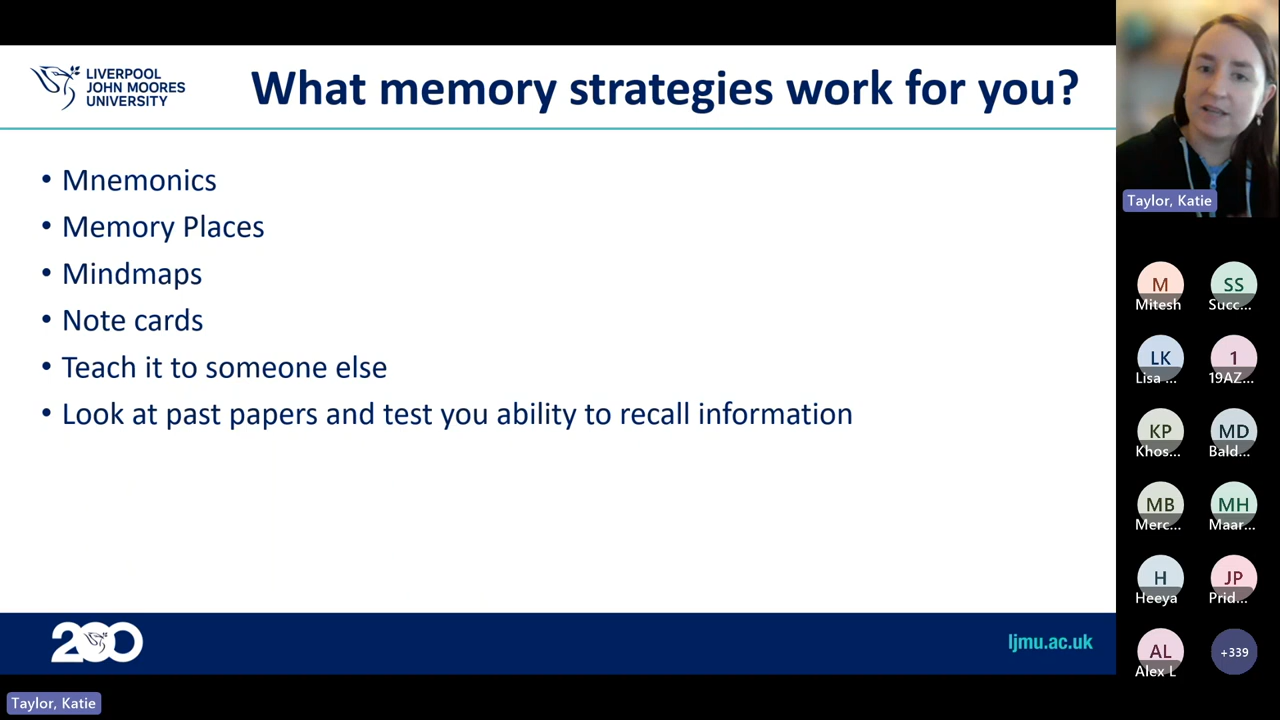 LIVERPOOL
JOHN MOORES
UNIVERSITY
What memory strategies work for you?
• Mnemonics
• Memory Places
• Mindmaps
• Note cards
• Teach it to someone else
• Look at past papers and test you ability to recall information
200
ljmu.ac.uk
Taylor, Katie
Taylor, Katie
M SS
Mitesh Succ...
LK 1
Lisa ... 19AZ...
KP MD
Khos... Bald...
MB MH
Merc... Maar...
H JP
Heeya Prid...
AL +339
Alex L